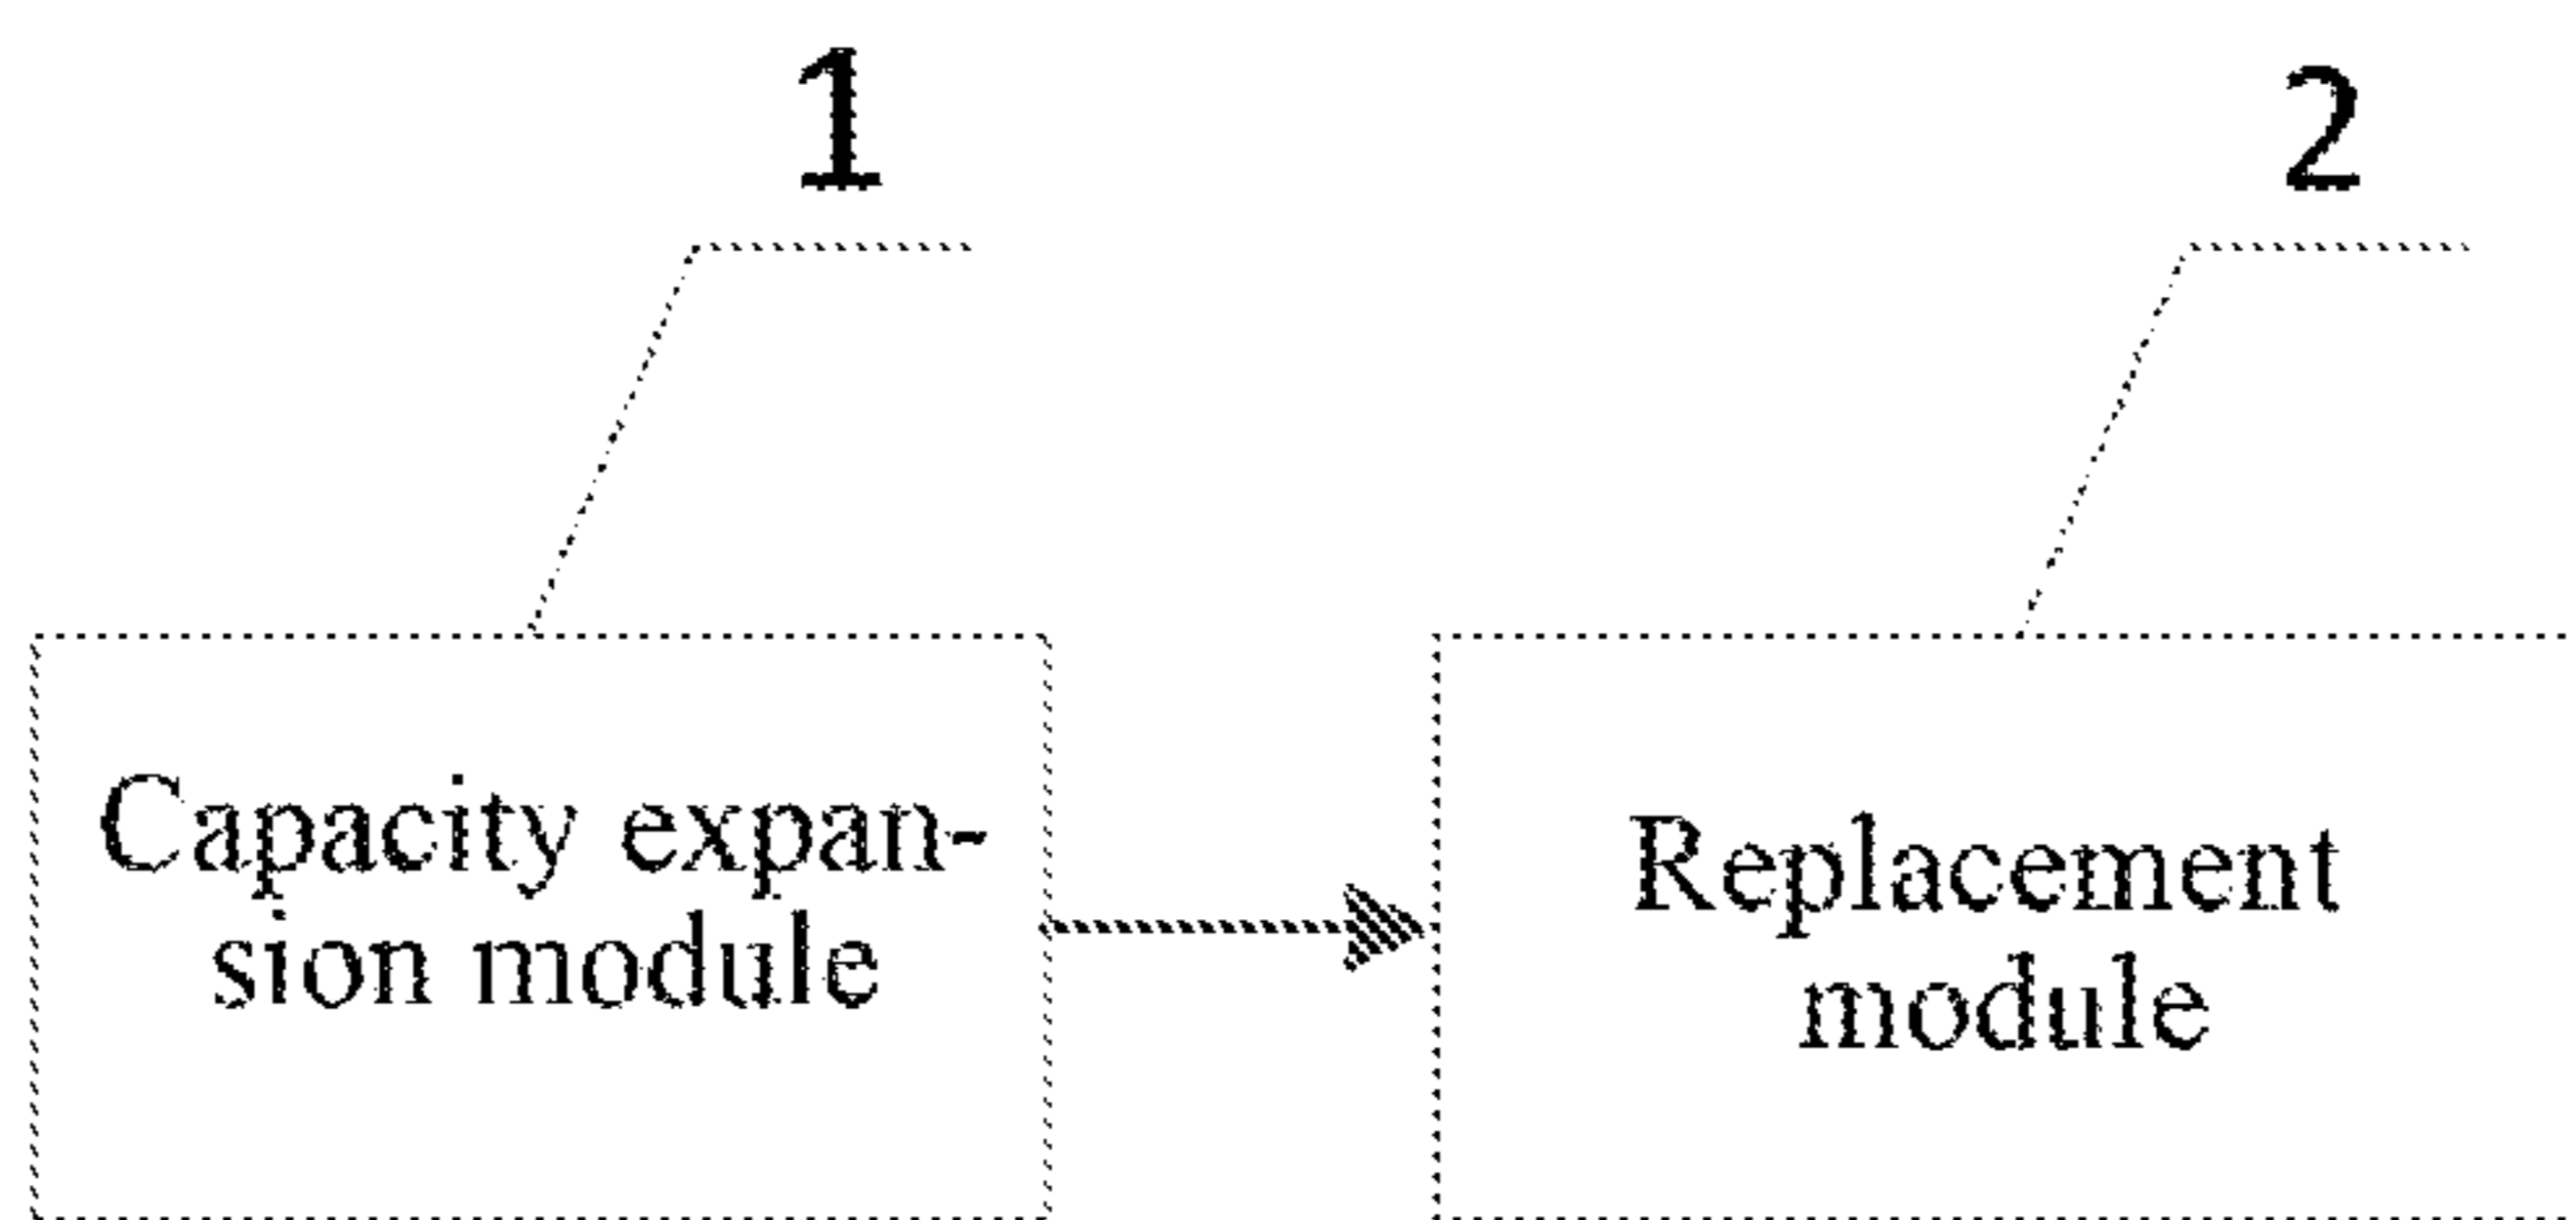 1
2
Capacity expan-
sion module
Replacement
module